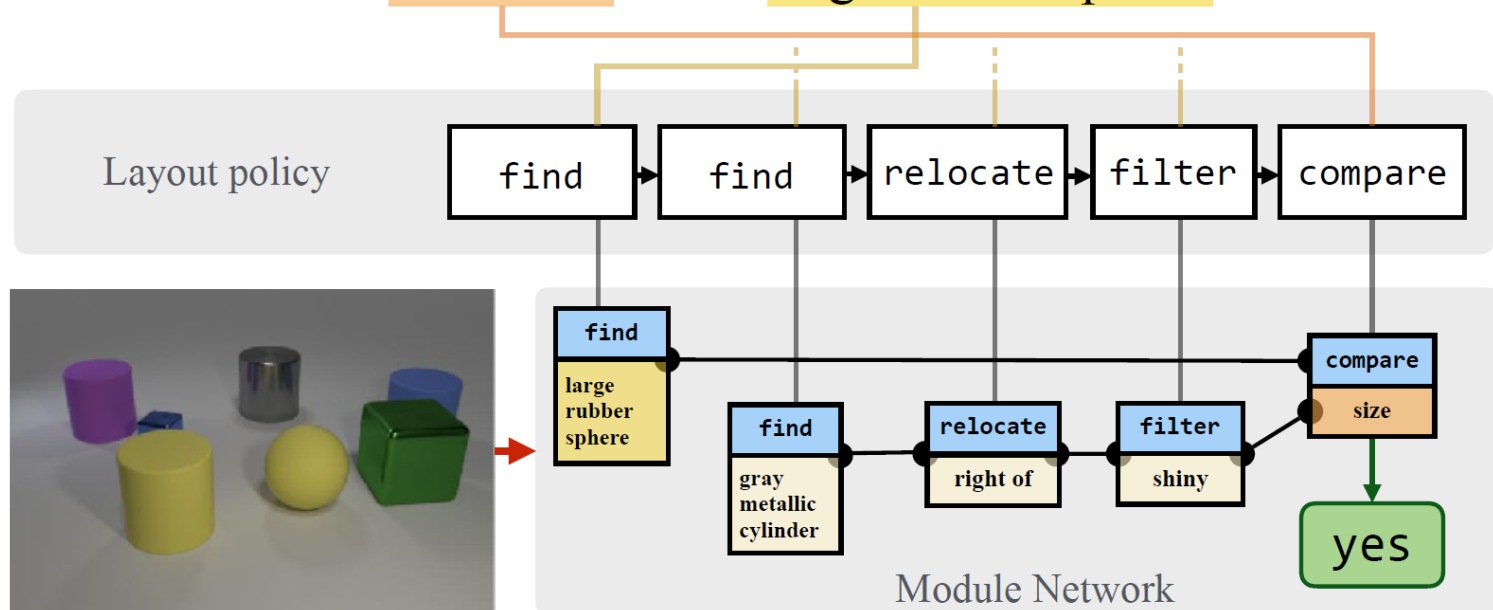 Layout policy
find
find
relocate
filter
compare
find
large
rubber
sphere
find
gray
metallic
cylinder
relocate
right of
filter
shiny
compare
size
yes
Module Network